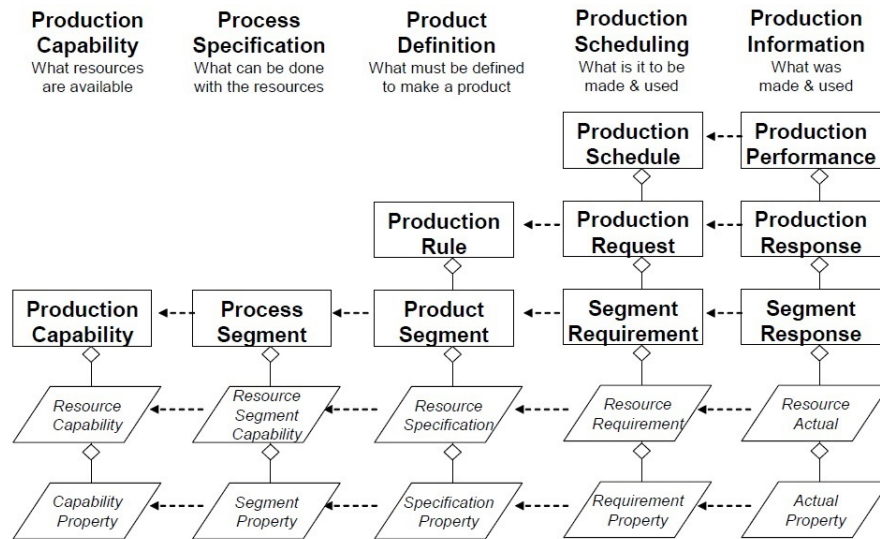 Production
Capability
What resources
are available
Process
Specification
What can be done
with the resources
Product
Definition
What must be defined
to make a product
Production
Scheduling
What is it to be
made & used
Production
Information
What was
made & used
Production
Schedule
Production
Performance
Production
Rule
Production
Request
Production
Response
Production
Capability
Process
Segment
Product
Segment
Segment
Requirement
Segment
Response
Resource
Capability
Resource
Segment
Capability
Resource
Specification
Resource
Requirement
Resource
Actual
Capability
Property
Segment
Property
Specification
Property
Requirement
Property
Actual
Property